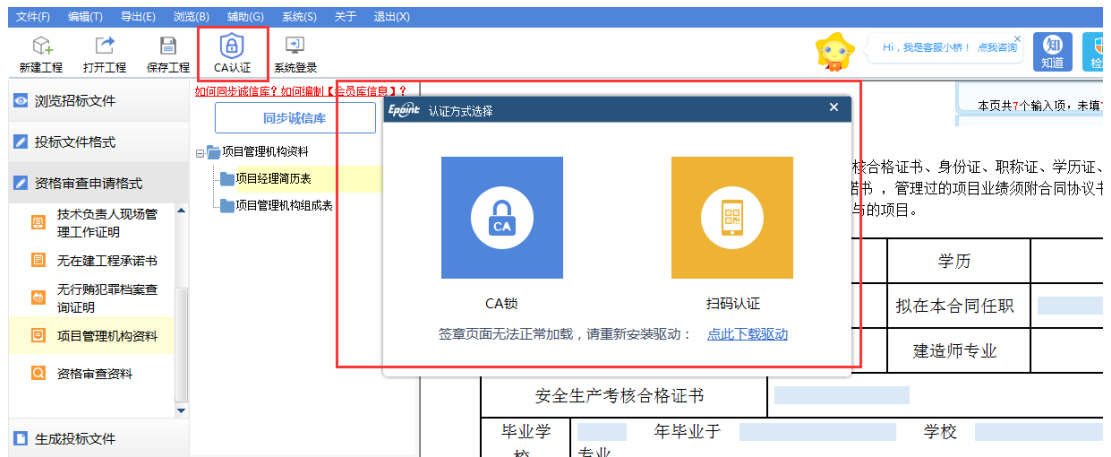 文件(F) 编辑(T) 导出(E) 浏览(B) 辅助(G) 系统(S) 关于 退出(X)
新建工程 打开工程 保存工程 CA认证 系统登录
Hi，我是客服小桥！ 点我咨询
知
知道
检
浏览招标文件
投标文件格式
资格审查申请格式
技术负责人现场管
理工作证明
无在建工程承诺书
无行贿犯罪档案查
询证明
项目管理机构资料
资格审查资料
生成投标文件
如何同步诚信库？如何编制【会员库信息】？
同步诚信库
项目管理机构资料
项目经理简历表
项目管理机构组成表
Epoint 认证方式选择
CA
CA锁
扫码认证
签章页面无法正常加载，请重新安装驱动： 点此下载驱动
本页共7个输入项，未填
核合格证书、身份证、职称证、学历证、
诺书 ，管理过的项目业绩须附合同协议书
与的项目。
学历
拟在本合同任职
建造师专业
安全生产考核合格证书
毕业学 年毕业于 学校
校 专业